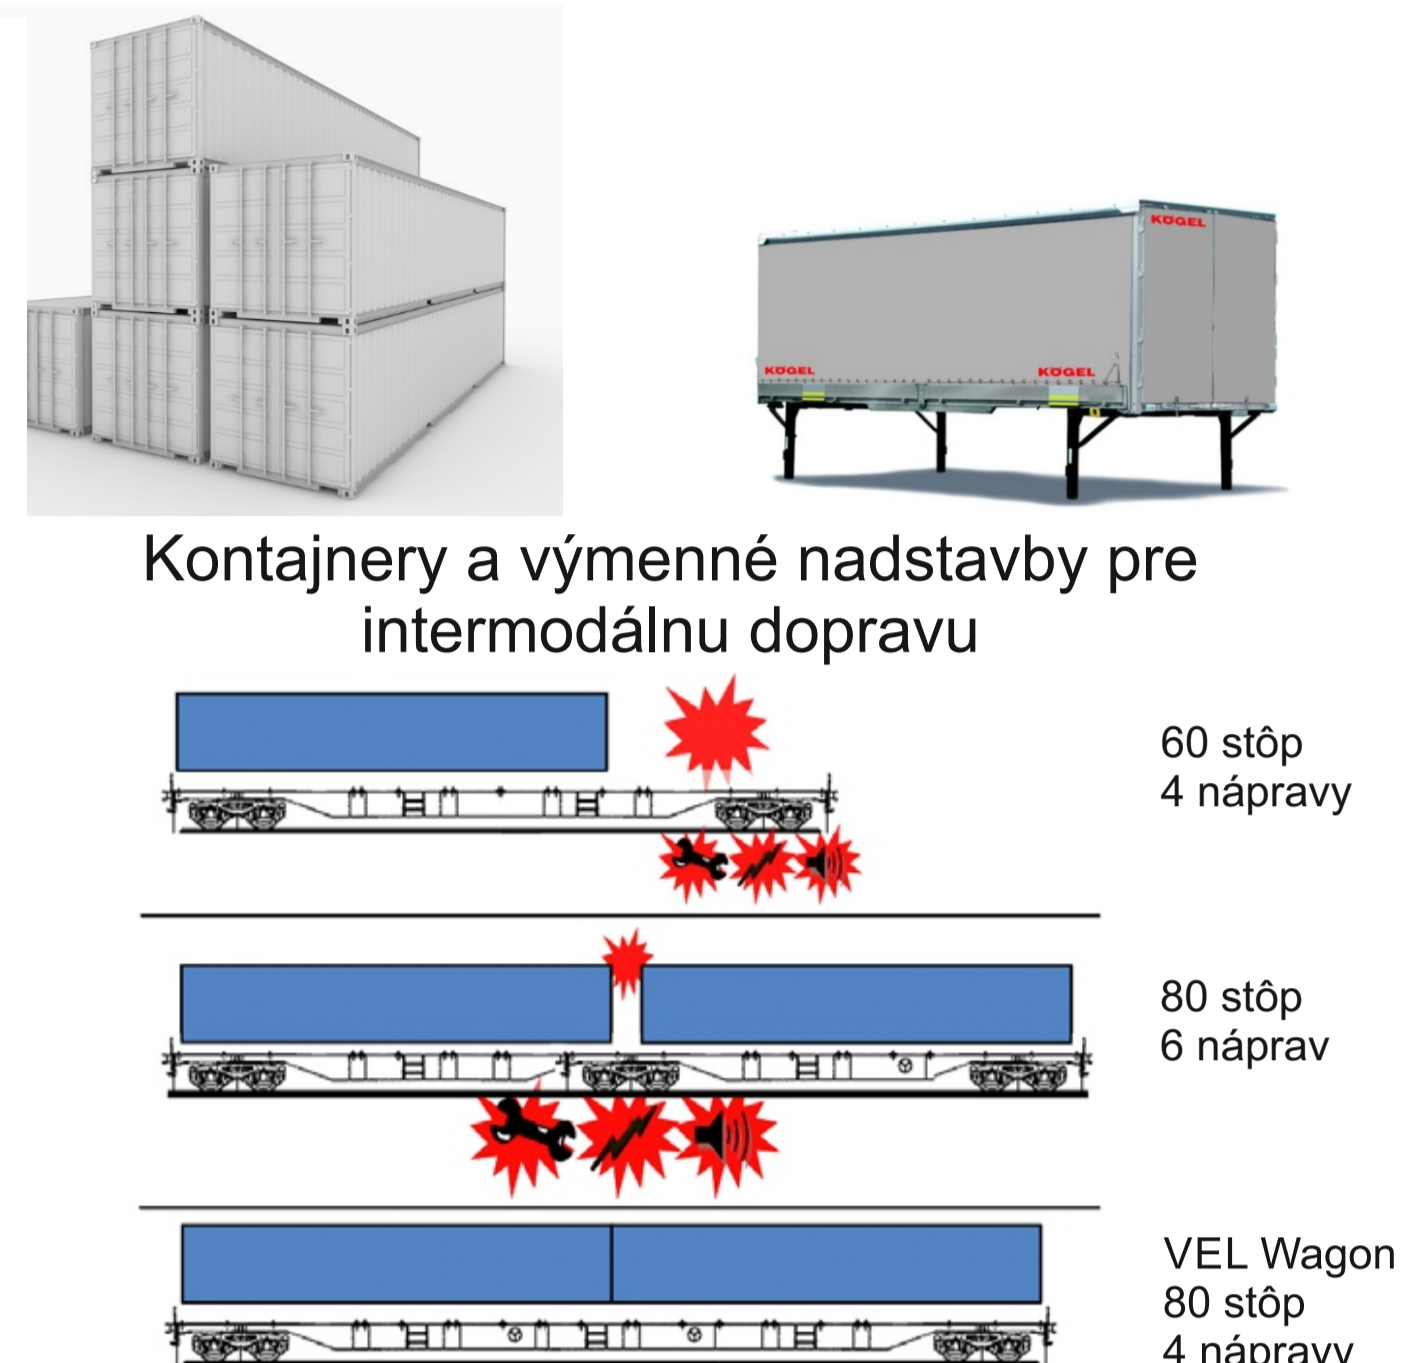 KÖGEL
KÖGEL
KÖGEL
Kontajnery a výmenné nadstavby pre
intermodálnu dopravu
60 stôp
4 nápravy
80 stôp
6 náprav
VEL Wagon
80 stôp
4 nápravy